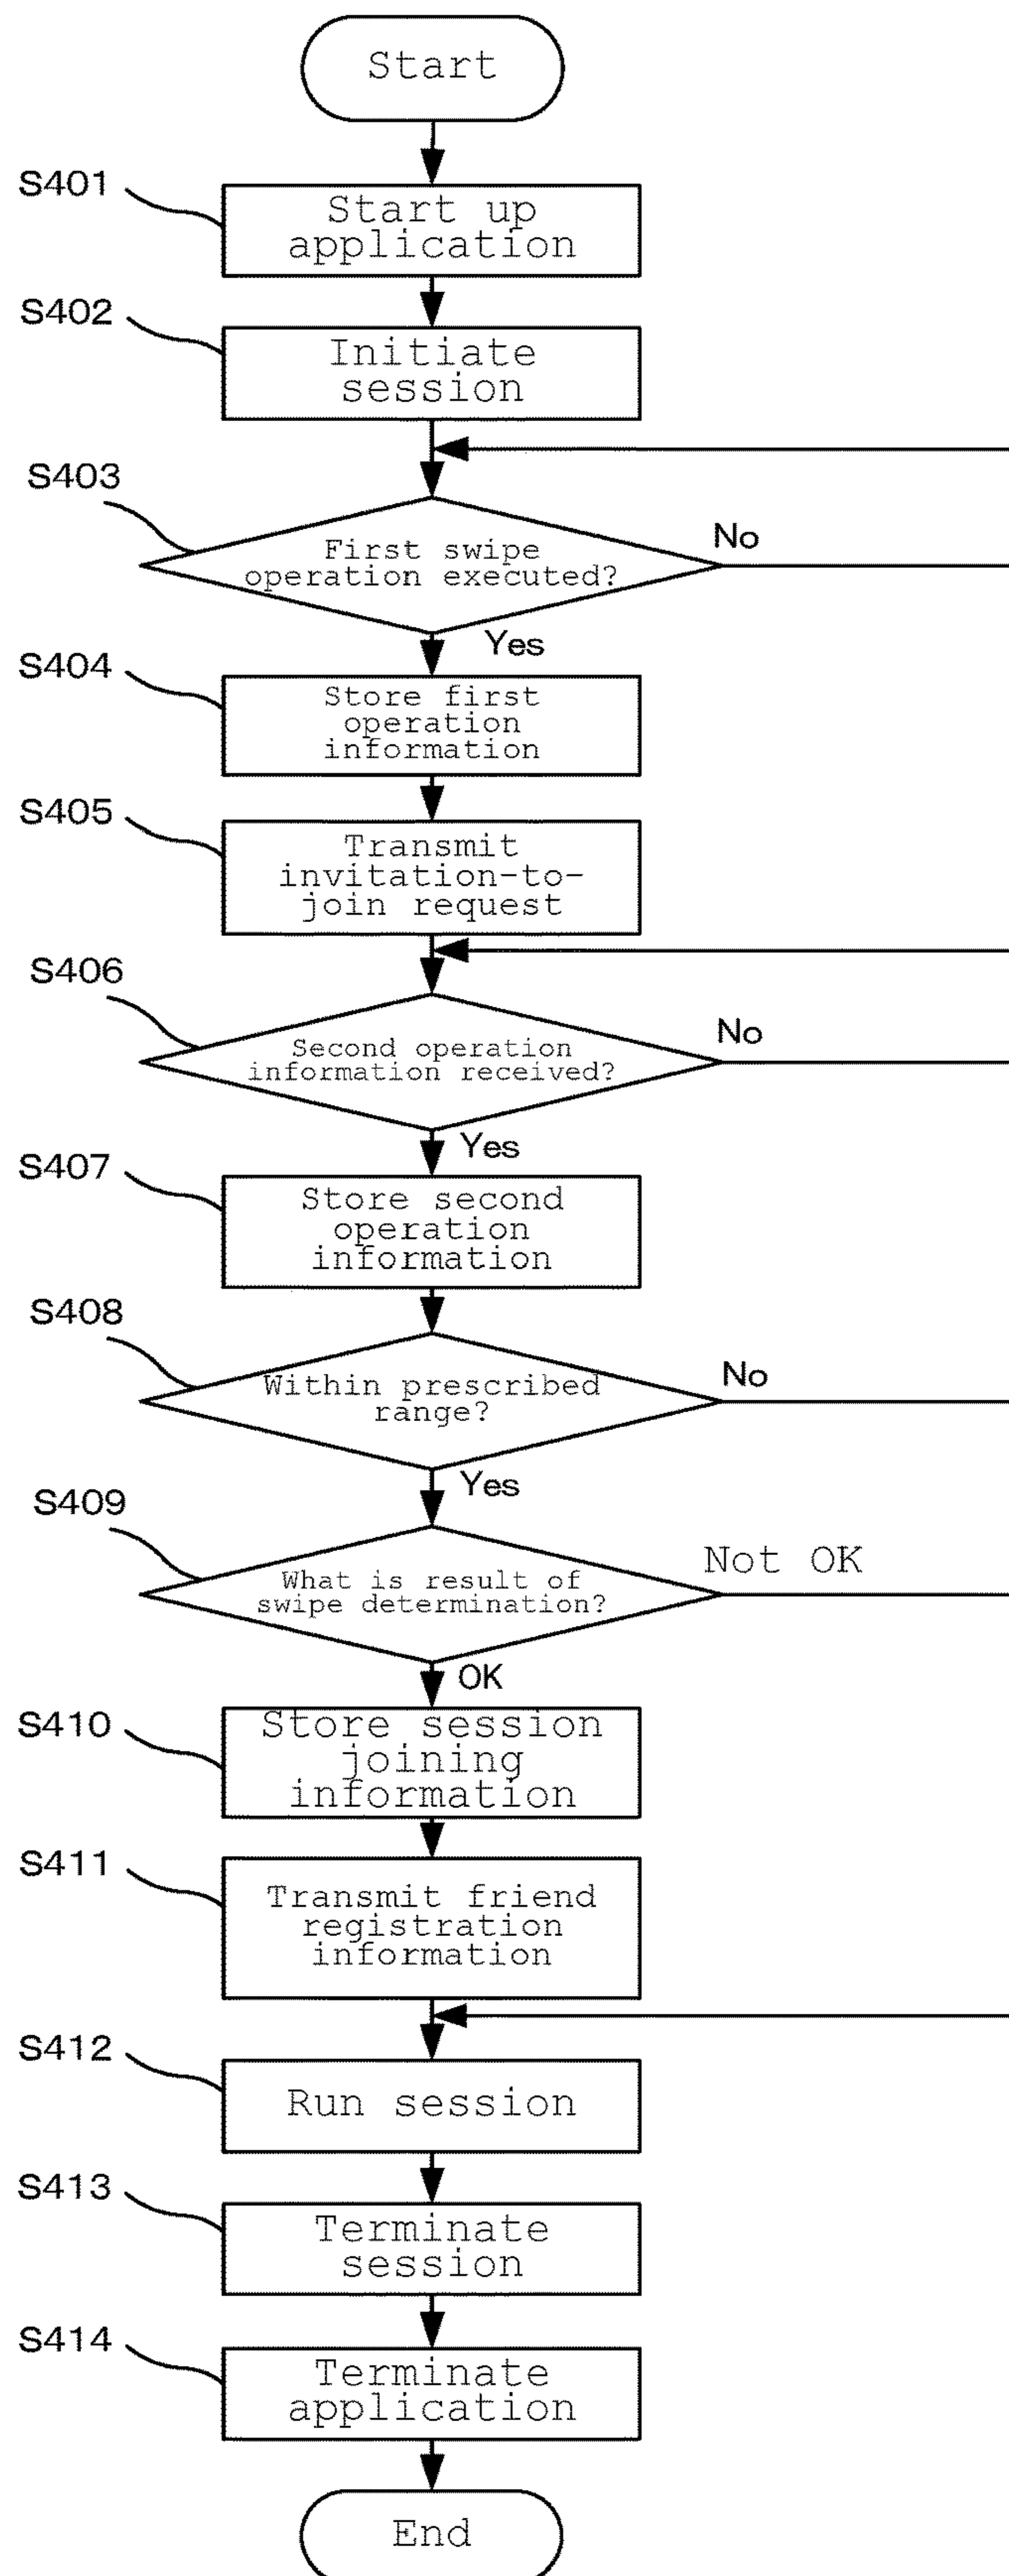 Start
S401
Start up
application
S402
Initiate
session
S403
First swipe
operation executed?
No
Yes
S404
Store first
operation
information
S405
Transmit
invitation-to-
join request
S406
Second operation
information received?
No
Yes
S407
Store second
operation
information
S408
Within prescribed
range?
No
Yes
S409
What is result of
swipe determination?
Not OK
OK
S410
Store session
joining
information
S411
Transmit friend
registration
information
S412
Run session
S413
Terminate
session
S414
Terminate
application
End